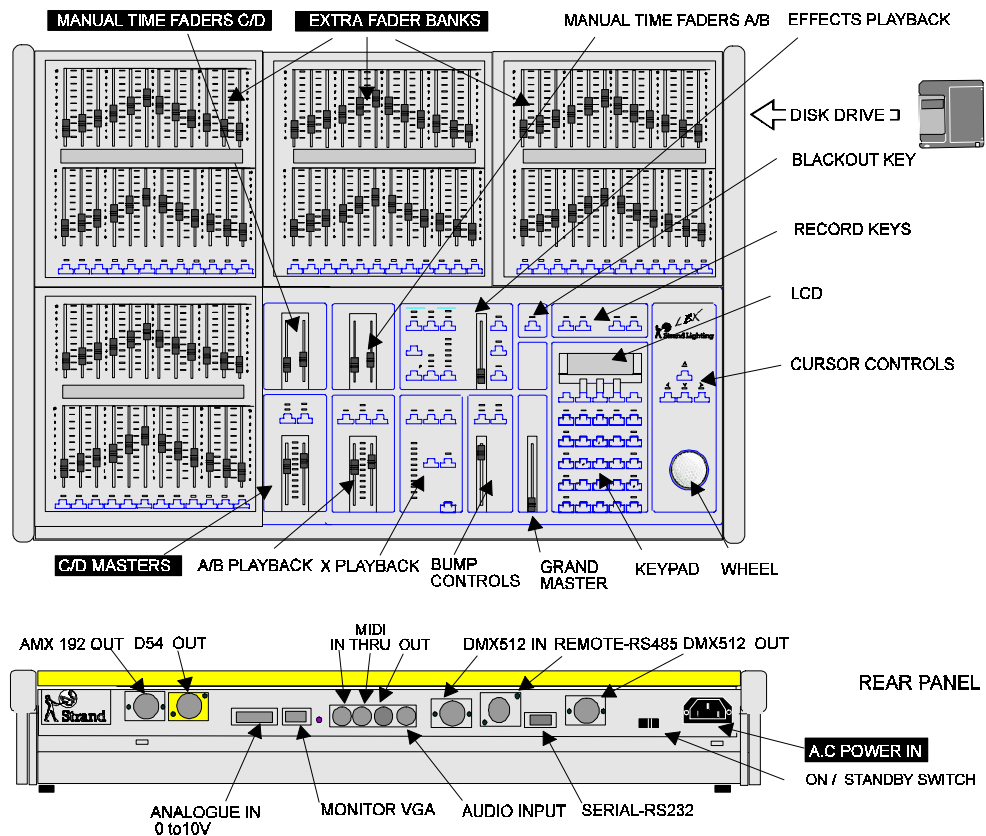 MANUAL TIME FADERS C/D
EXTRA FADER BANKS
MANUAL TIME FADERS A/B
EFFECTS PLAYBACK
DISK DRIVE
BLACKOUT KEY
RECORD KEYS
LCD
LBX
Strand Lighting
CURSOR CONTROLS
C/D MASTERS
A/B PLAYBACK
X PLAYBACK
BUMP
CONTROLS
GRAND
MASTER
KEYPAD
WHEEL
AMX 192 OUT
D54 OUT
MIDI
IN THRU OUT
DMX512 IN
REMOTE-RS485
DMX512 OUT
Strand
REAR PANEL
A.C POWER IN
ON / STANDBY SWITCH
ANALOGUE IN
0 to10V
MONITOR VGA
AUDIO INPUT
SERIAL-RS232